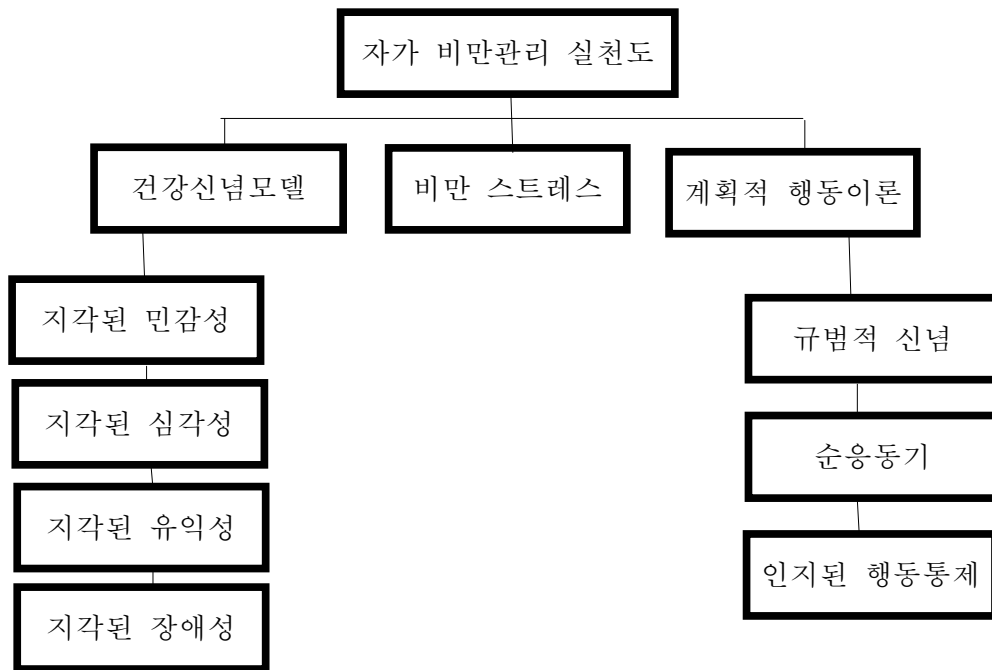 자가 비만관리 실천도
건강신념모델
비만 스트레스
계획적 행동이론
지각된 민감성
지각된 심각성
지각된 유익성
지각된 장애성
규범적 신념
순응동기
인지된 행동통제